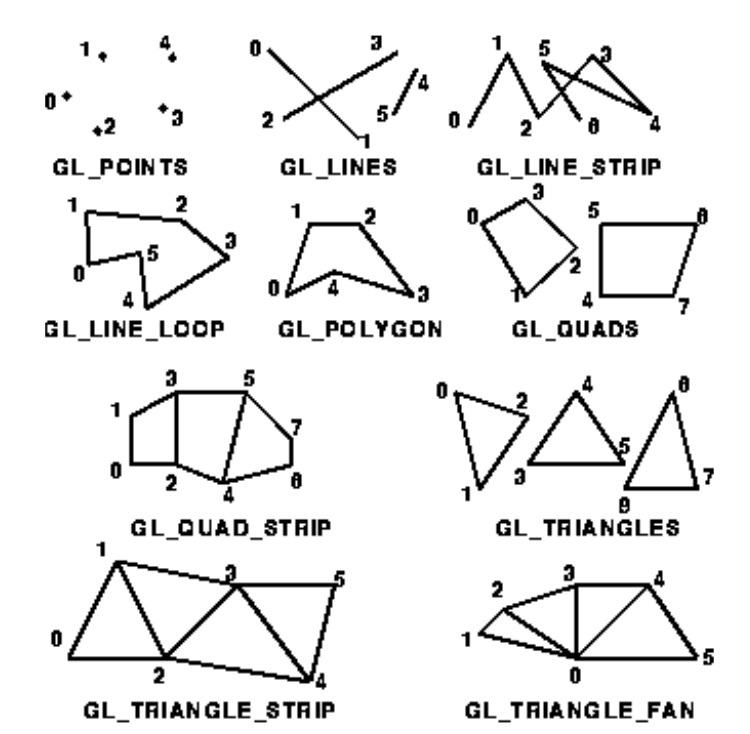 1 4
0 2 3
GL_POINTS
0 3
4
2 5
1
GL_LINES
1 5 3
0 2 6 4
GL_LINE_STRIP
1 2
5 3
0
4
GL_LINE_LOOP
1 2
0 4 3
GL_POLYGON
3
0
2
1
5 6
4 7
GL_QUADS
3 5
1 7
0 2 4 6
GL_QUAD_STRIP
0 2
1
4
3 5
6
7
8
GL_TRIANGLES
1
3 5
0
2 4
GL_TRIANGLE_STRIP
3 4
2
1
0 5
GL_TRIANGLE_FAN